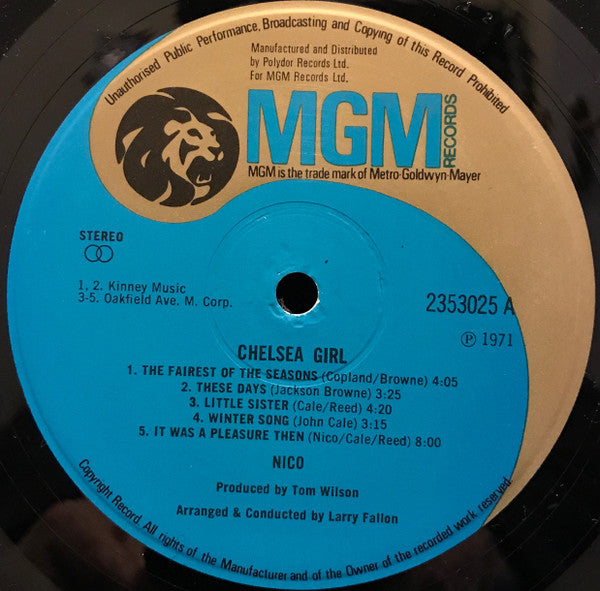 Unauthorised Public Performance, Broadcasting and Copying of this Record Prohibited
Manufactured and Distributed
by Polydor Records Ltd.
For MGM Records Ltd.
MGM
RECORDS
MGM is the trade mark of Metro-Goldwyn-Mayer
STEREO
1, 2. Kinney Music
3-5. Oakfield Ave. M. Corp.
2353025 A
Ⓟ 1971
CHELSEA GIRL
1. THE FAIREST OF THE SEASONS (Copland/Browne) 4:05
2. THESE DAYS (Jackson Browne) 3:25
3. LITTLE SISTER (Cale/Reed) 4:20
4. WINTER SONG (John Cale) 3:15
5. IT WAS A PLEASURE THEN (Nico/Cale/Reed) 8:00
NICO
Produced by Tom Wilson
Arranged & Conducted by Larry Fallon
Copyright Record. All rights of the Manufacturer and of the Owner of the recorded work reserved.